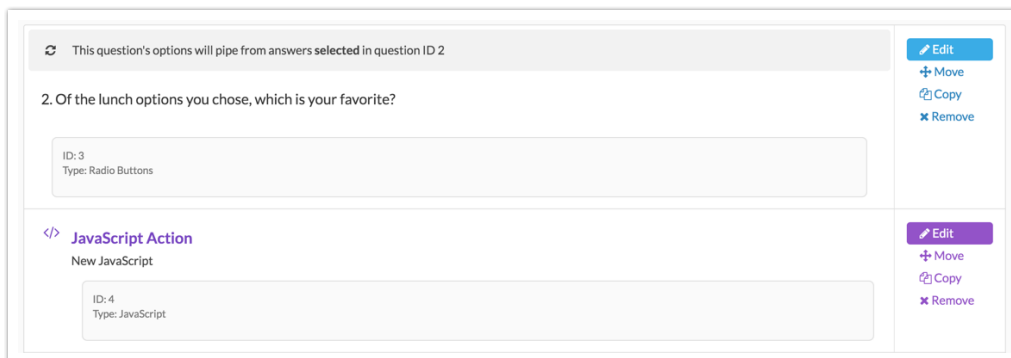 This question's options will pipe from answers selected in question ID 2
Edit
Move
Copy
Remove
2. Of the lunch options you chose, which is your favorite?
ID: 3
Type: Radio Buttons
</> JavaScript Action
New JavaScript
ID: 4
Type: JavaScript
Edit
Move
Copy
Remove